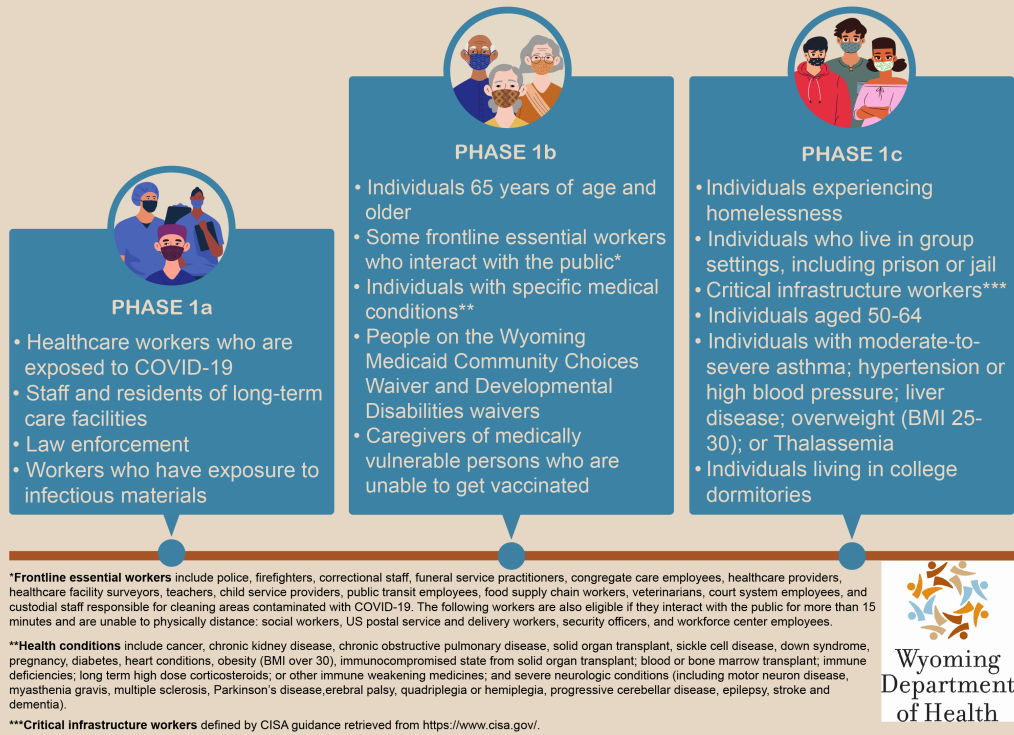 PHASE 1a
• Healthcare workers who are
exposed to COVID-19
• Staff and residents of long-term
care facilities
• Law enforcement
• Workers who have exposure to
infectious materials
PHASE 1b
• Individuals 65 years of age and
older
• Some frontline essential workers
who interact with the public*
• Individuals with specific medical
conditions**
• People on the Wyoming
Medicaid Community Choices
Waiver and Developmental
Disabilities waivers
• Caregivers of medically
vulnerable persons who are
unable to get vaccinated
PHASE 1c
• Individuals experiencing
homelessness
• Individuals who live in group
settings, including prison or jail
• Critical infrastructure workers***
• Individuals aged 50-64
• Individuals with moderate-to-
severe asthma; hypertension or
high blood pressure; liver
disease; overweight (BMI 25-
30); or Thalassemia
• Individuals living in college
dormitories
*Frontline essential workers include police, firefighters, correctional staff, funeral service practitioners, congregate care employees, healthcare providers,
healthcare facility surveyors, teachers, child service providers, public transit employees, food supply chain workers, veterinarians, court system employees, and
custodial staff responsible for cleaning areas contaminated with COVID-19. The following workers are also eligible if they interact with the public for more than 15
minutes and are unable to physically distance: social workers, US postal service and delivery workers, security officers, and workforce center employees.
**Health conditions include cancer, chronic kidney disease, chronic obstructive pulmonary disease, solid organ transplant, sickle cell disease, down syndrome,
pregnancy, diabetes, heart conditions, obesity (BMI over 30), immunocompromised state from solid organ transplant; blood or bone marrow transplant; immune
deficiencies; long term high dose corticosteroids; or other immune weakening medicines; and severe neurologic conditions (including motor neuron disease,
myasthenia gravis, multiple sclerosis, Parkinson's disease,erebral palsy, quadriplegia or hemiplegia, progressive cerebellar disease, epilepsy, stroke and
dementia).
***Critical infrastructure workers defined by CISA guidance retrieved from https://www.cisa.gov/.
Wyoming
Department
of Health